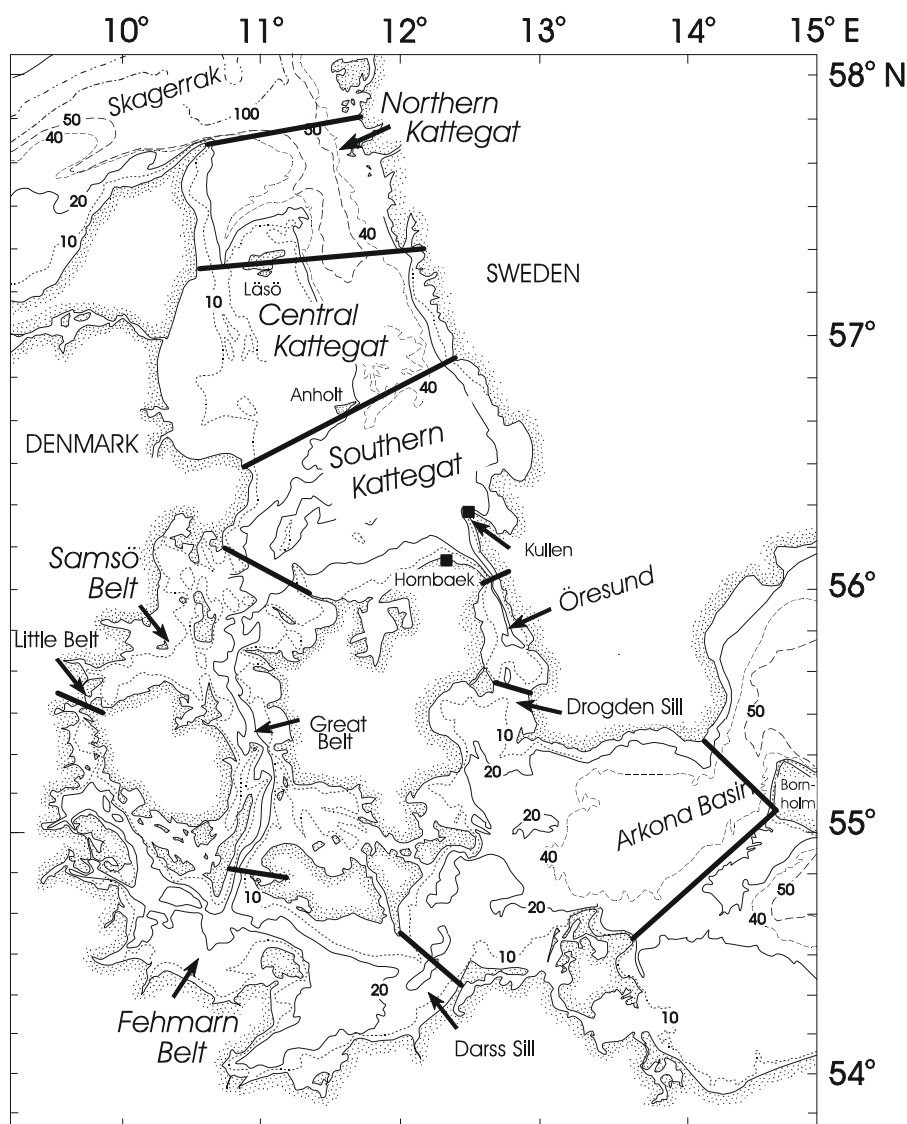 10° 11° 12° 13° 14° 15° E
58° N
Skagerrak
50
100
40
50
Northern
Kattegat
20
10
40
SWEDEN
Läsö
10
Central
Kattegat
57°
40
Anholt
DENMARK
Southern
Kattegat
Kullen
Samsö
Belt
Hornbaek
56°
Öresund
Little Belt
Drogden Sill
50
Great
Belt
10
20
Born-
holm
Arkona Basin
20
55°
40
10
50
20
40
10
20
Fehmarn
Belt
10
Darss Sill
54°